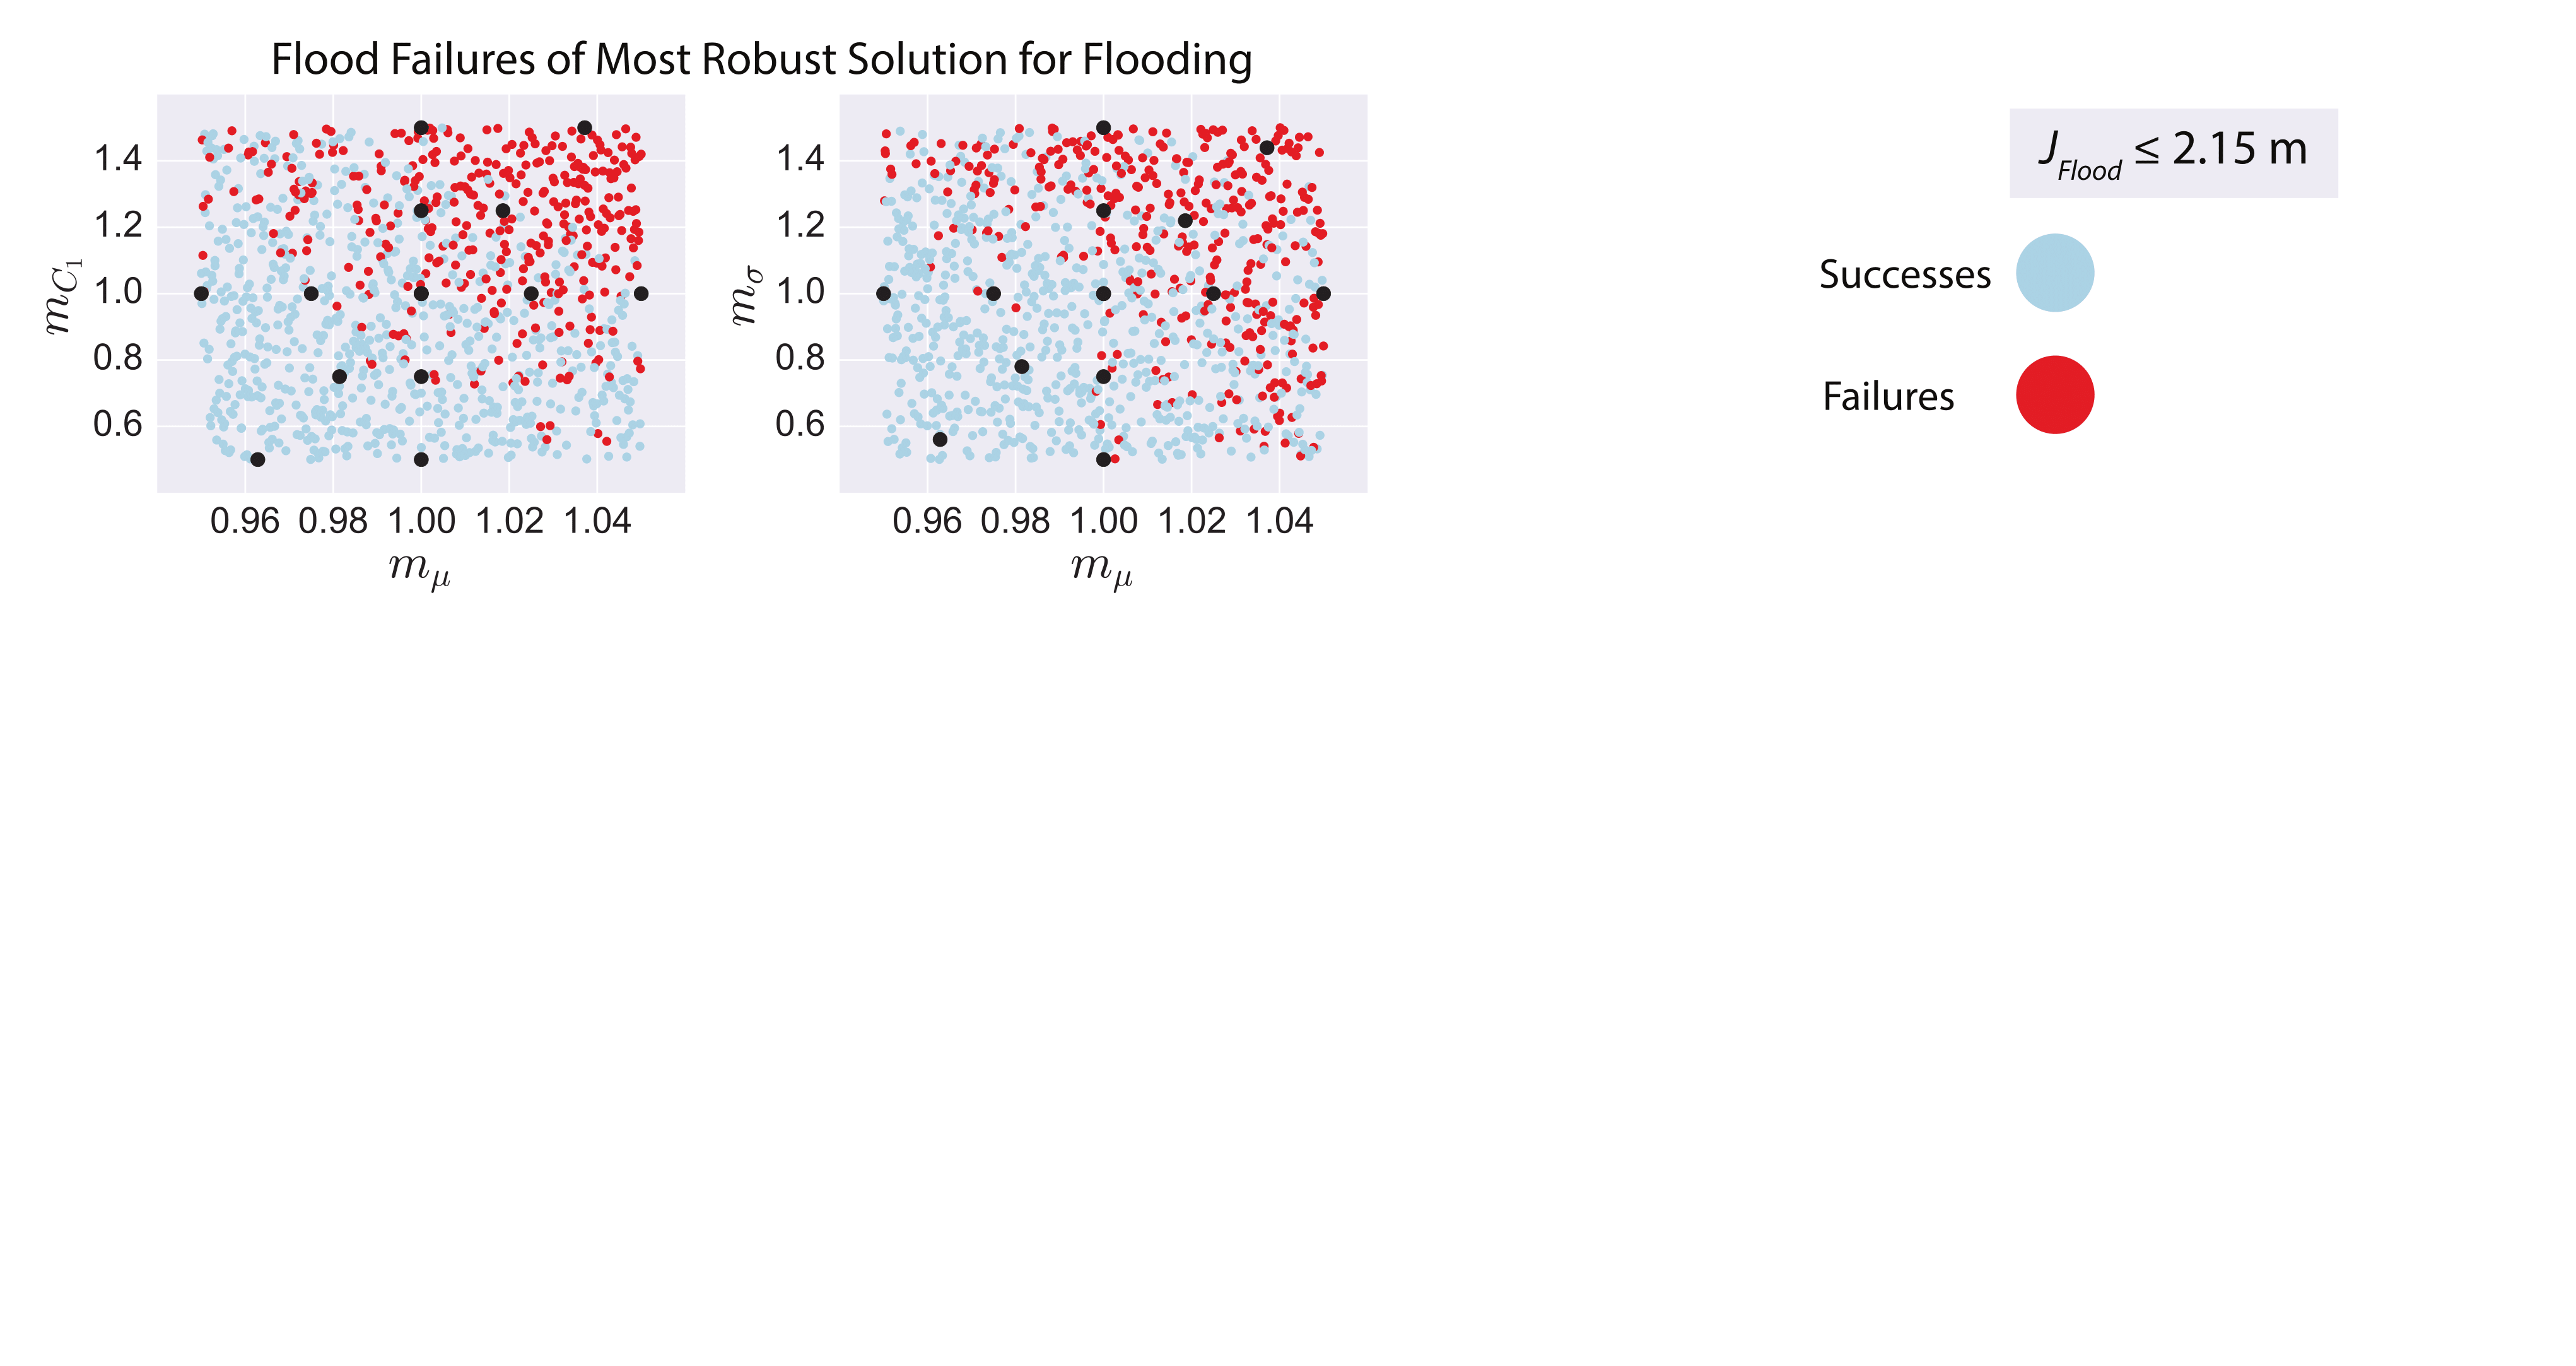 Flood Failures of Most Robust Solution for Flooding
J_Flood ≤ 2.15 m
Successes
Failures
m_C1
1.4
1.2
1.0
0.8
0.6
0.96 0.98 1.00 1.02 1.04
m_μ
m_σ
1.4
1.2
1.0
0.8
0.6
0.96 0.98 1.00 1.02 1.04
m_μ